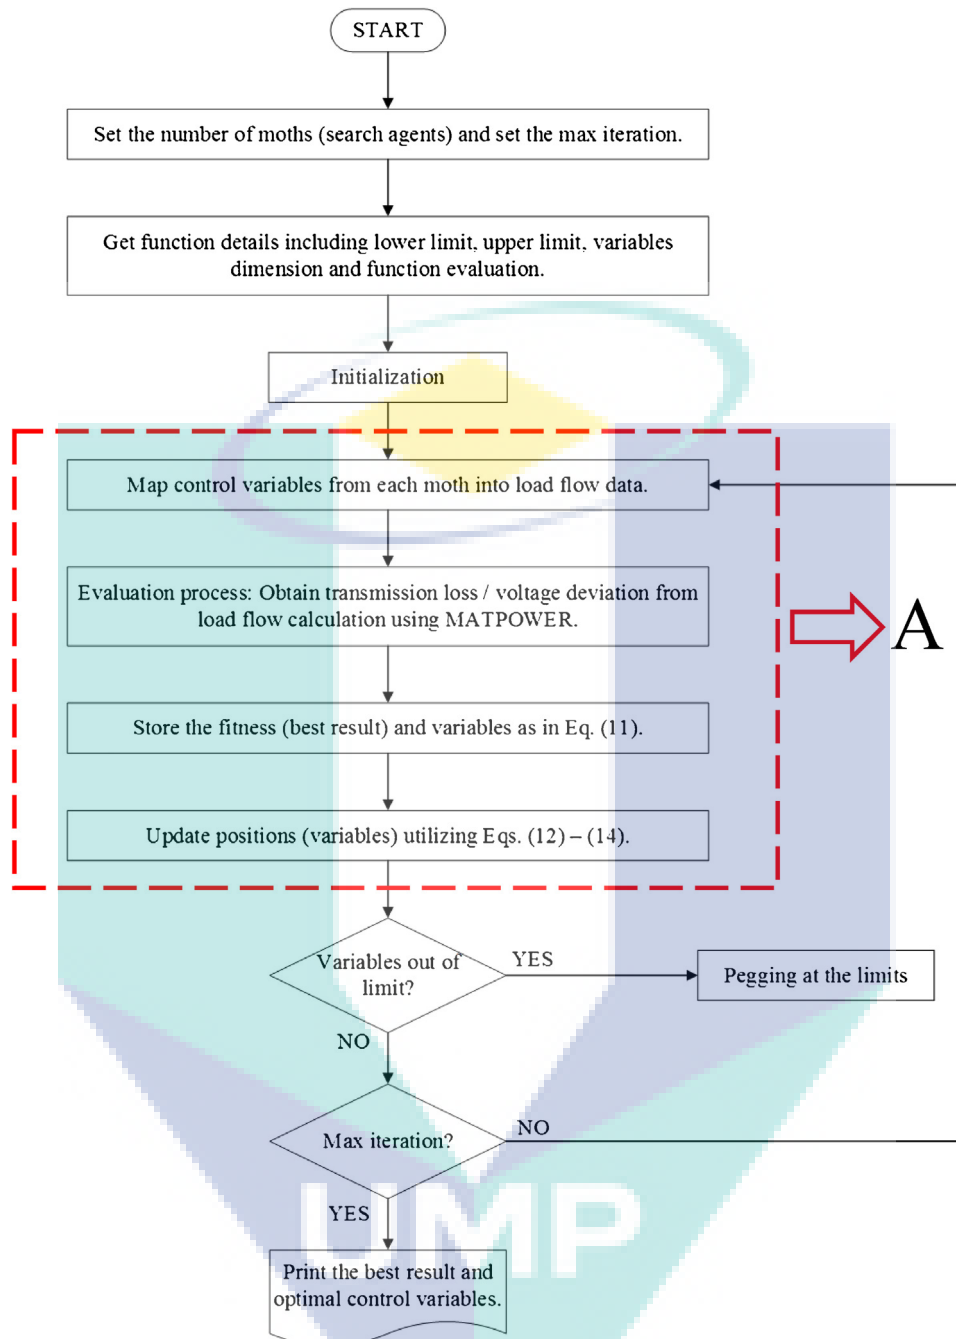 START
Set the number of moths (search agents) and set the max iteration.
Get function details including lower limit, upper limit, variables
dimension and function evaluation.
Initialization
Map control variables from each moth into load flow data.
Evaluation process: Obtain transmission loss / voltage deviation from
load flow calculation using MATPOWER.
A
Store the fitness (best result) and variables as in Eq. (11).
Update positions (variables) utilizing Eqs. (12) – (14).
Variables out of
limit?
YES
Pegging at the limits
NO
Max iteration?
NO
YES
UMP
Print the best result and
optimal control variables.